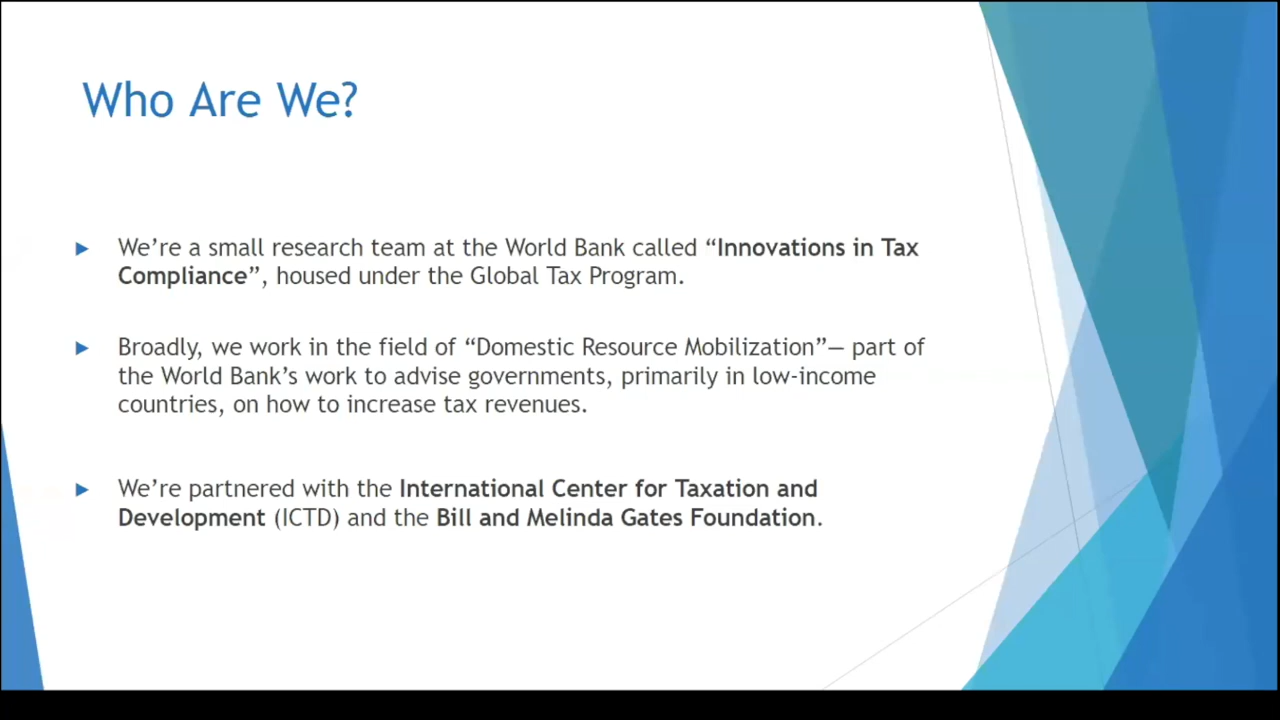 Who Are We?
We’re a small research team at the World Bank called “Innovations in Tax
Compliance”, housed under the Global Tax Program.
Broadly, we work in the field of “Domestic Resource Mobilization”— part of
the World Bank’s work to advise governments, primarily in low-income
countries, on how to increase tax revenues.
We’re partnered with the International Center for Taxation and
Development (ICTD) and the Bill and Melinda Gates Foundation.